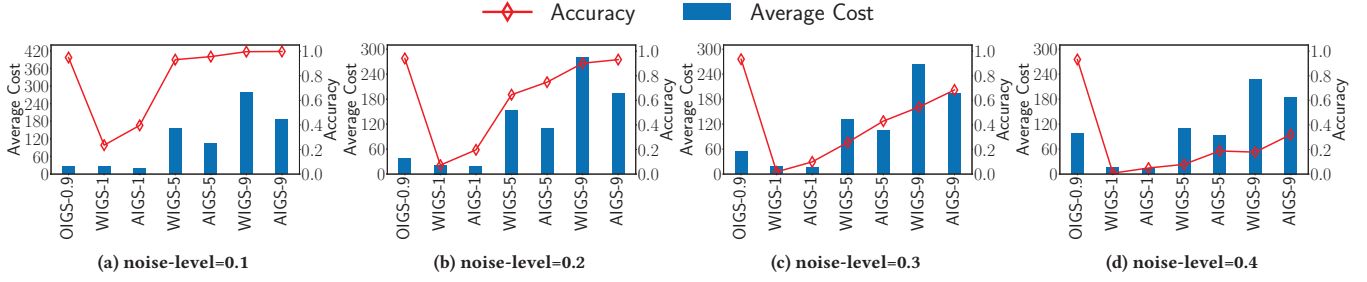 Accuracy Average Cost
Average Cost
420
360
300
240
180
120
60
0
1.0
0.8
0.6
0.4
0.2
0.0
Accuracy
OIGS-0.9
WIGS-1
AIGS-1
WIGS-5
AIGS-5
WIGS-9
AIGS-9
(a) noise-level=0.1
Average Cost
300
240
180
120
60
0
1.0
0.8
0.6
0.4
0.2
0.0
Accuracy
OIGS-0.9
WIGS-1
AIGS-1
WIGS-5
AIGS-5
WIGS-9
AIGS-9
(b) noise-level=0.2
Average Cost
300
240
180
120
60
0
1.0
0.8
0.6
0.4
0.2
0.0
Accuracy
OIGS-0.9
WIGS-1
AIGS-1
WIGS-5
AIGS-5
WIGS-9
AIGS-9
(c) noise-level=0.3
Average Cost
300
240
180
120
60
0
1.0
0.8
0.6
0.4
0.2
0.0
Accuracy
OIGS-0.9
WIGS-1
AIGS-1
WIGS-5
AIGS-5
WIGS-9
AIGS-9
(d) noise-level=0.4